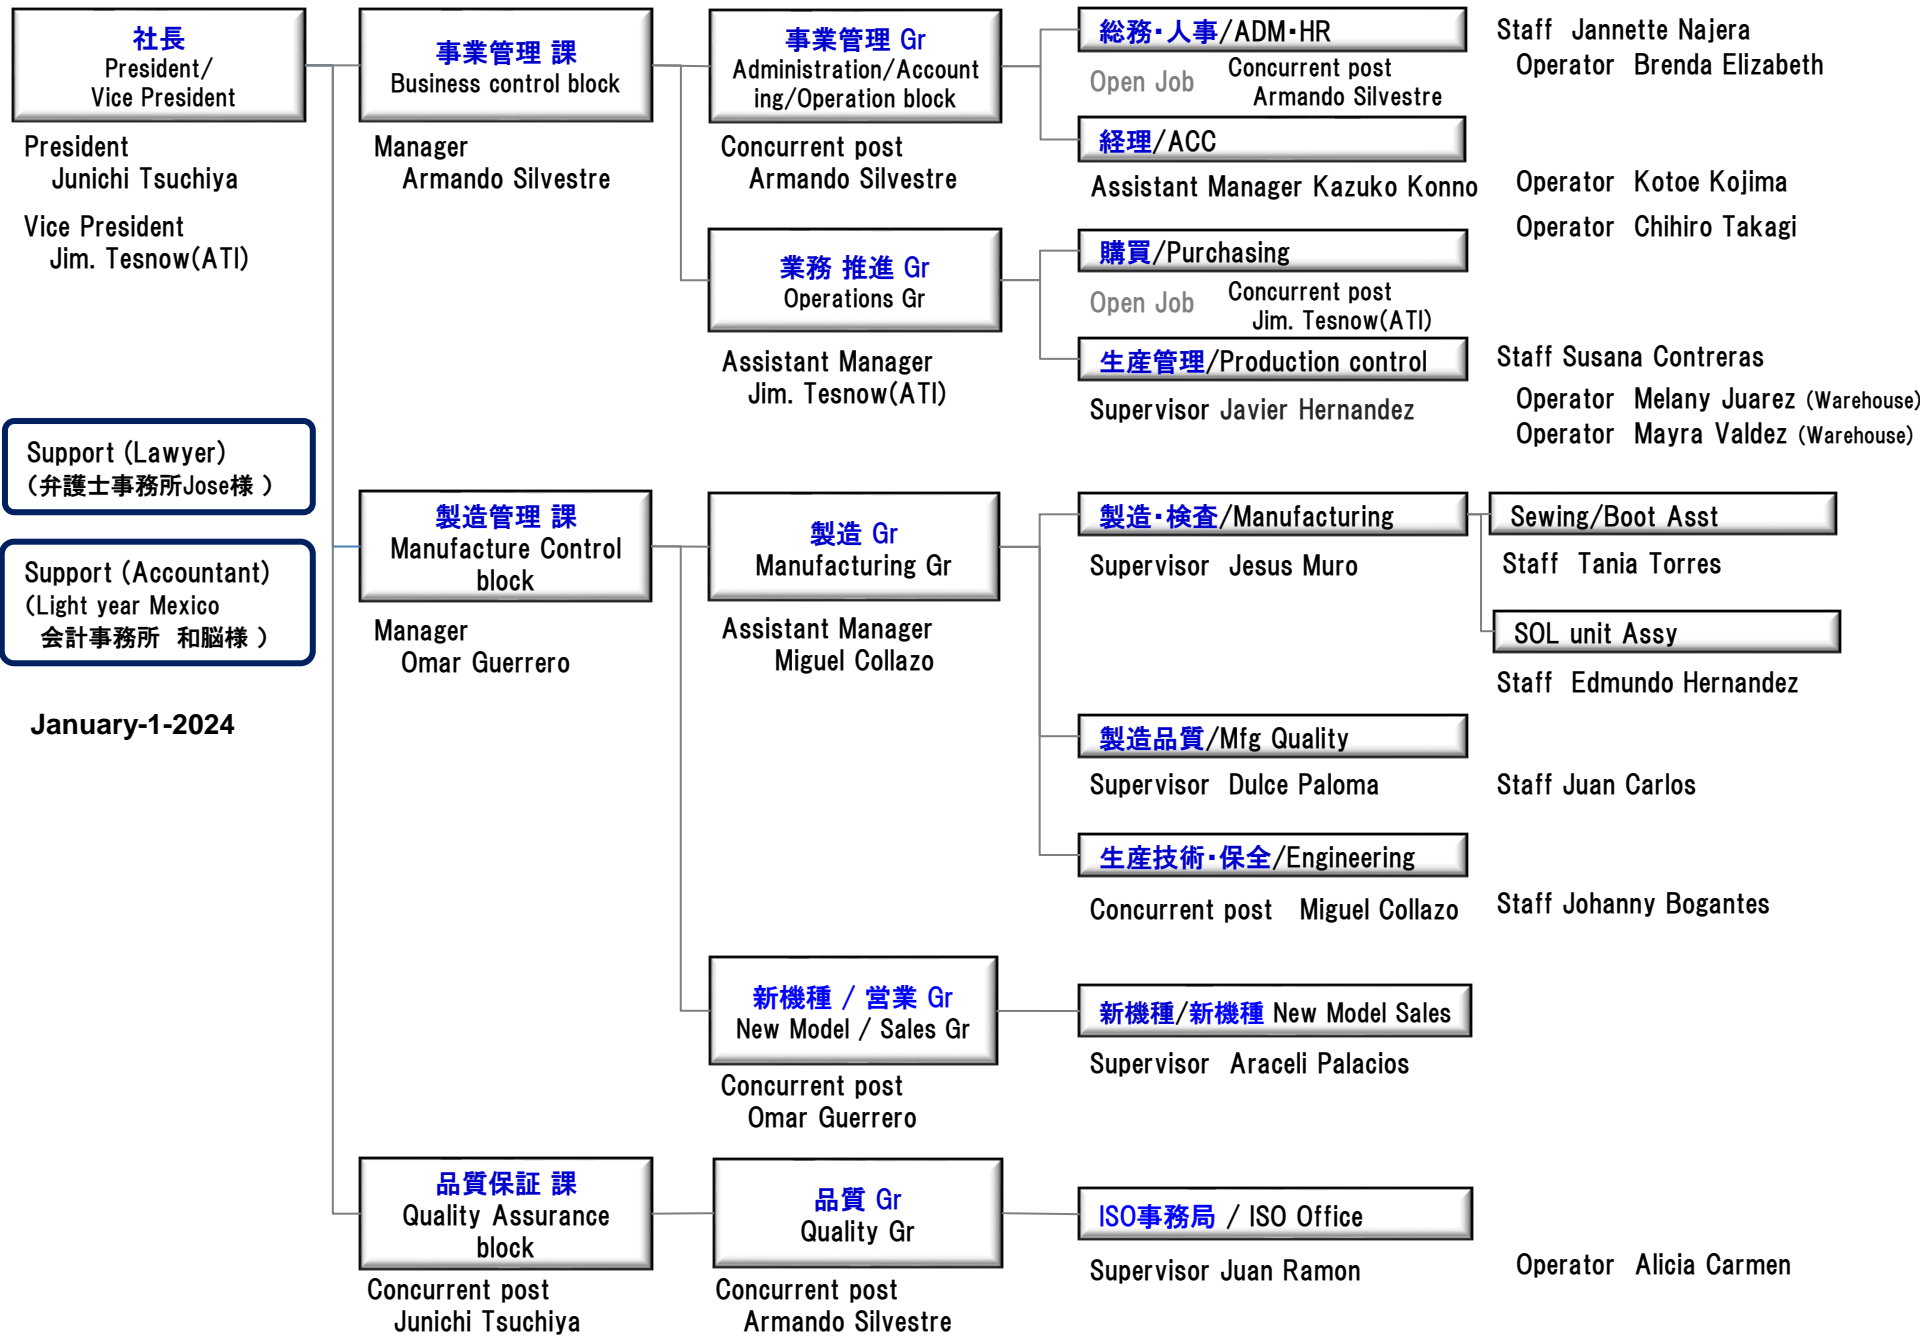 社長
President/
Vice President
President
Junichi Tsuchiya
Vice President
Jim. Tesnow(ATI)
Support (Lawyer)
(弁護士事務所Jose様 )
Support (Accountant)
(Light year Mexico
会計事務所 和脳様 )
January-1-2024
事業管理 課
Business control block
Manager
Armando Silvestre
事業管理 Gr
Administration/Account
ing/Operation block
Concurrent post
Armando Silvestre
総務・人事/ADM・HR
Open Job Concurrent post
Armando Silvestre
Staff Jannette Najera
Operator Brenda Elizabeth
経理/ACC
Assistant Manager Kazuko Konno
Operator Kotoe Kojima
Operator Chihiro Takagi
業務 推進 Gr
Operations Gr
Assistant Manager
Jim. Tesnow(ATI)
購買/Purchasing
Open Job Concurrent post
Jim. Tesnow(ATI)
生産管理/Production control
Supervisor Javier Hernandez
Staff Susana Contreras
Operator Melany Juarez (Warehouse)
Operator Mayra Valdez (Warehouse)
製造管理 課
Manufacture Control
block
Manager
Omar Guerrero
製造 Gr
Manufacturing Gr
Assistant Manager
Miguel Collazo
製造・検査/Manufacturing
Supervisor Jesus Muro
Sewing/Boot Asst
Staff Tania Torres
SOL unit Assy
Staff Edmundo Hernandez
製造品質/Mfg Quality
Supervisor Dulce Paloma
Staff Juan Carlos
生産技術・保全/Engineering
Concurrent post Miguel Collazo
Staff Johanny Bogantes
新機種 / 営業 Gr
New Model / Sales Gr
Concurrent post
Omar Guerrero
新機種/新機種 New Model Sales
Supervisor Araceli Palacios
品質保証 課
Quality Assurance
block
Concurrent post
Junichi Tsuchiya
品質 Gr
Quality Gr
Concurrent post
Armando Silvestre
ISO事務局 / ISO Office
Supervisor Juan Ramon
Operator Alicia Carmen